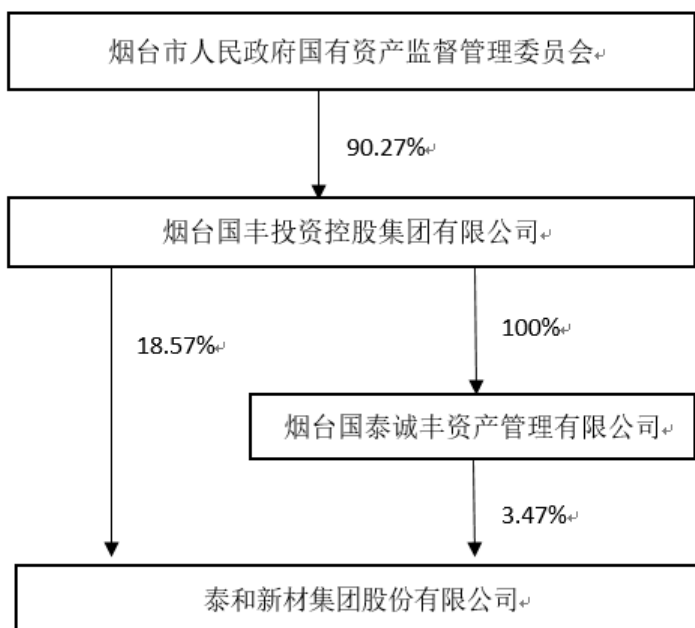 烟台市人民政府国有资产监督管理委员会
90.27%
烟台国丰投资控股集团有限公司
18.57%
100%
烟台国泰诚丰资产管理有限公司
3.47%
泰和新材集团股份有限公司